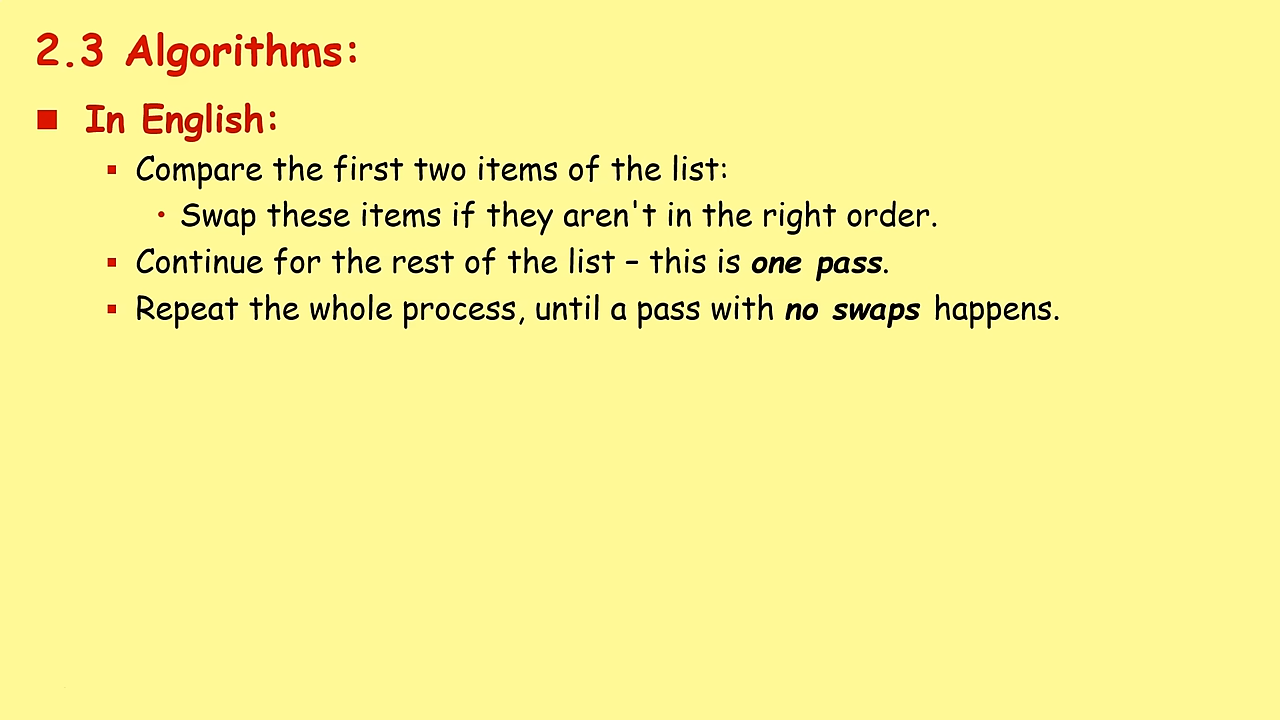 2.3 Algorithms:
■ In English:
▪ Compare the first two items of the list:
• Swap these items if they aren't in the right order.
▪ Continue for the rest of the list – this is one pass.
▪ Repeat the whole process, until a pass with no swaps happens.